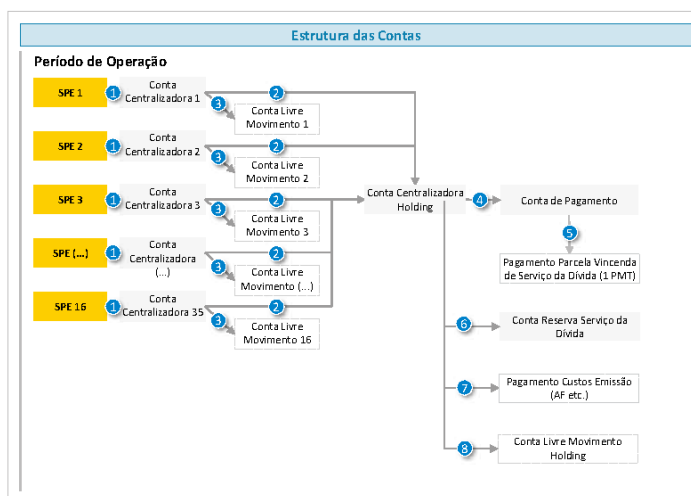 Estrutura das Contas
Período de Operação
SPE 1
1
Conta
Centralizadora 1
2
3
Conta Livre
Movimento 1
SPE 2
1
Conta
Centralizadora 2
2
3
Conta Livre
Movimento 2
SPE 3
1
Conta
Centralizadora 3
2
3
Conta Livre
Movimento 3
SPE (...)
1
Conta
Centralizadora
(...)
2
3
Conta Livre
Movimento (...)
SPE 16
1
Conta
Centralizadora 35
2
3
Conta Livre
Movimento 16
Conta Centralizadora
Holding
4
Conta de Pagamento
5
Pagamento Parcela Vincenda
de Serviço da Dívida (1 PMT)
6
Conta Reserva Serviço da
Dívida
7
Pagamento Custos Emissão
(AF etc.)
8
Conta Livre Movimento
Holding